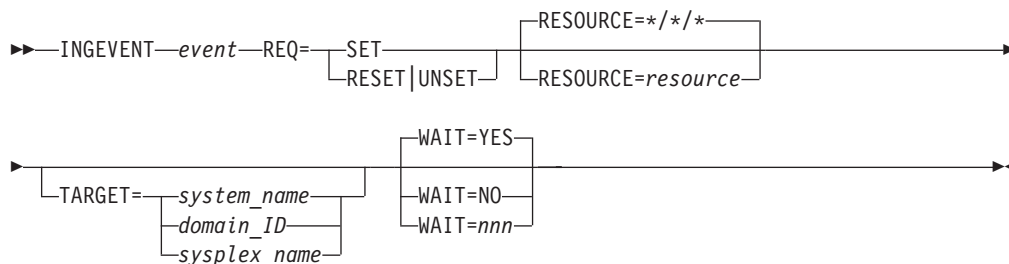 RESOURCE=*/*/*
INGEVENT event REQ= SET
RESET|UNSET
RESOURCE=resource
WAIT=YES
TARGET= system_name
WAIT=NO
domain_ID
WAIT=nnn
sysplex_name